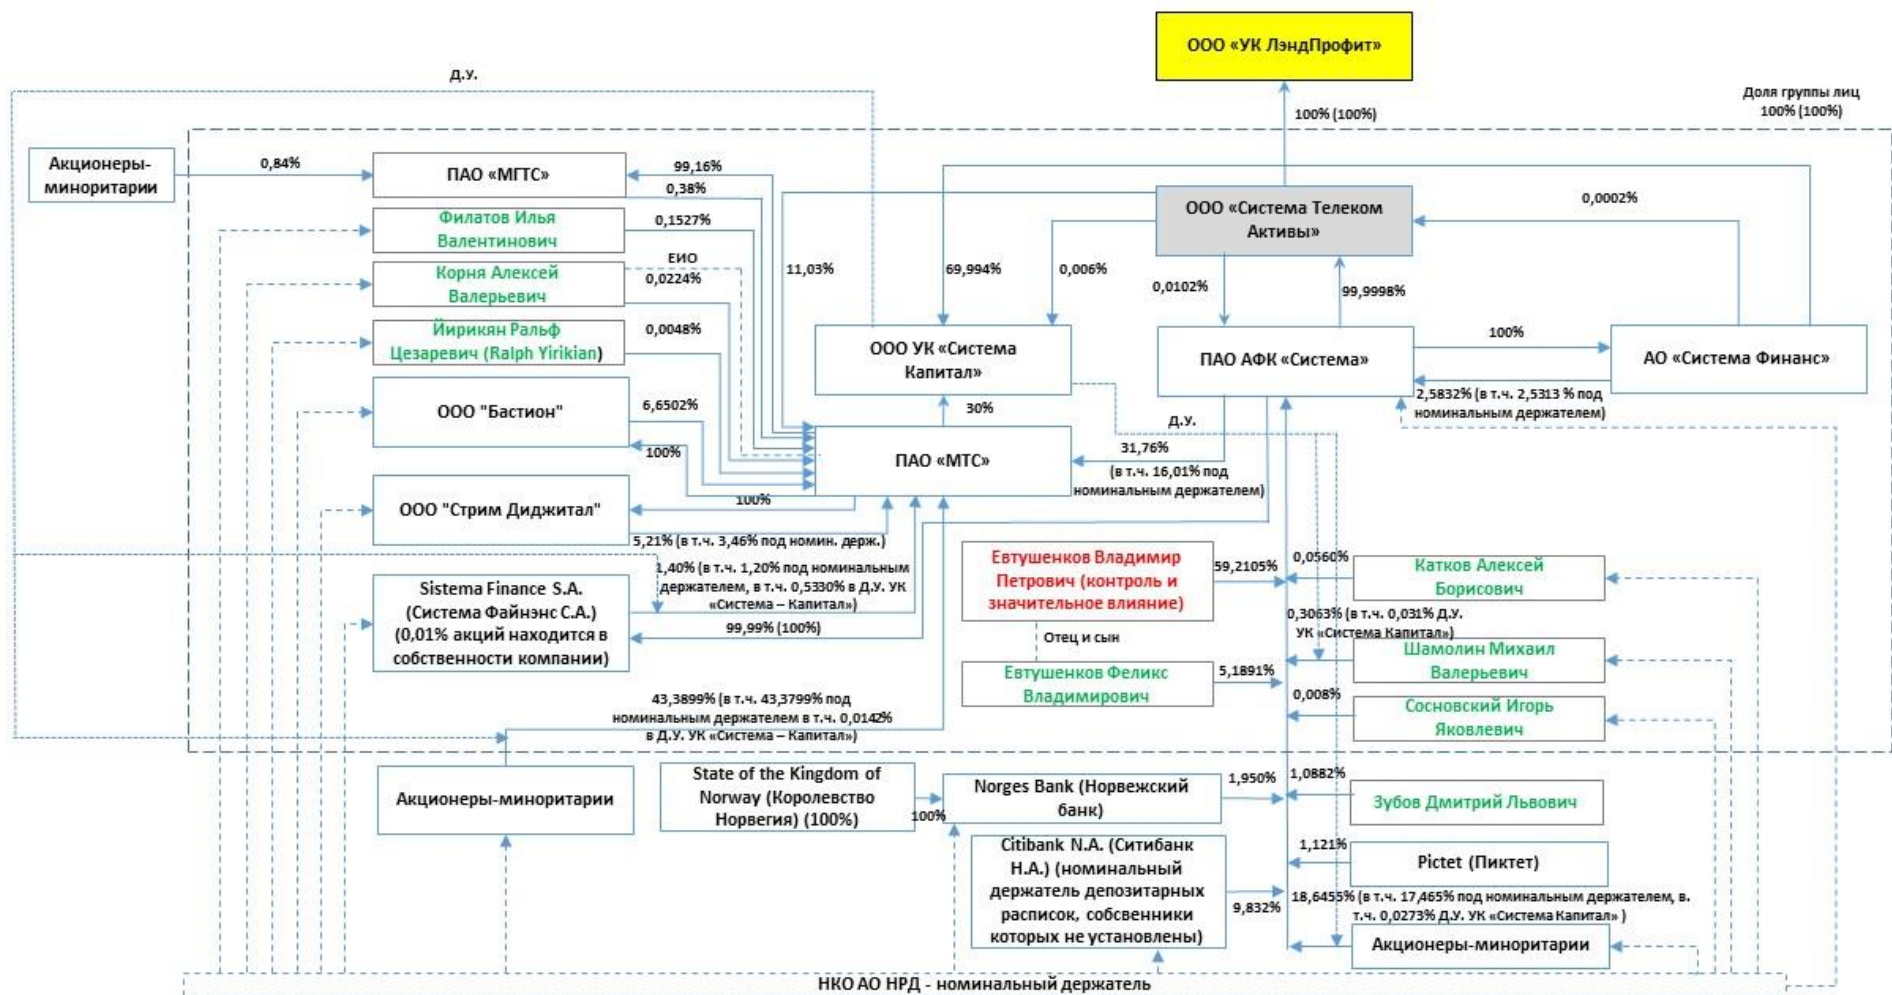 ООО «УК ЛэндПрофит»
Д.У.
100% (100%)
Доля группы лиц
100% (100%)
Акционеры-
миноритарии
0,84%
ПАО «МГТС»
99,16%
0,38%
Филатов Илья
Валентинович
0,1527%
Корня Алексей
Валерьевич
ЕИО
0,0224%
Йирикян Ральф
Цезаревич (Ralph Yirikian)
0,0048%
ООО "Бастион"
6,6502%
100%
ООО "Стрим Диджитал"
100%
5,21% (в т.ч. 3,46% под номин. держ.)
Sistema Finance S.A.
(Система Файнэнс С.А.)
(0,01% акций находится в
собственности компании)
1,40% (в т.ч. 1,20% под номинальным
держателем, в т.ч. 0,5330% в Д.У. УК
«Система – Капитал»)
99,99% (100%)
43,3899% (в т.ч. 43,3799% под
номинальным держателем в т.ч. 0,0142%
в Д.У. УК «Система – Капитал»)
Акционеры-миноритарии
ООО «Система Телеком
Активы»
0,0002%
11,03%
69,994%
0,006%
0,0102%
99,9998%
ООО УК «Система
Капитал»
ПАО АФК «Система»
100%
АО «Система Финанс»
2,5832% (в т.ч. 2,5313 % под
номинальным держателем)
30%
Д.У.
ПАО «МТС»
31,76%
(в т.ч. 16,01% под
номинальным держателем)
Евтушенков Владимир
Петрович (контроль и
значительное влияние)
59,2105%
Отец и сын
Евтушенков Феликс
Владимирович
5,1891%
0,0560%
Катков Алексей
Борисович
0,3063% (в т.ч. 0,031% Д.У.
УК «Система Капитал»)
Шамолин Михаил
Валерьевич
0,008%
Сосновский Игорь
Яковлевич
State of the Kingdom of
Norway (Королевство
Норвегия) (100%)
100%
Norges Bank (Норвежский
банк)
1,950%
1,0882%
Зубов Дмитрий Львович
Citibank N.A. (Ситибанк
Н.А.) (номинальный
держатель депозитарных
расписок, собсвенники
которых не установлены)
9,832%
1,121%
Pictet (Пиктет)
18,6455% (в т.ч. 17,465% под номинальным держателем, в.
т.ч. 0,0273% Д.У. УК «Система Капитал» )
Акционеры-миноритарии
НКО АО НРД - номинальный держатель